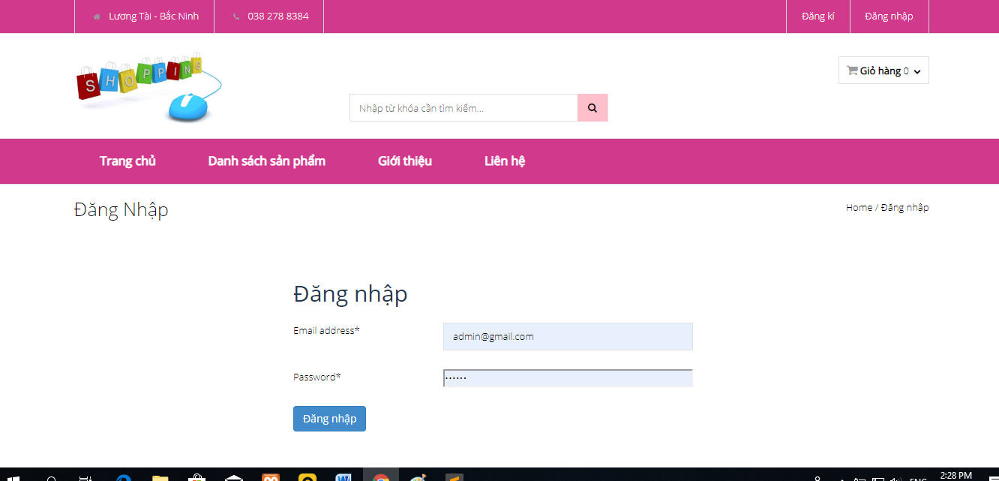 Lương Tài - Bắc Ninh 038 278 8384 Đăng kí Đăng nhập
SHOPPING
Giỏ hàng 0
Nhập từ khóa cần tìm kiếm...
Trang chủ Danh sách sản phẩm Giới thiệu Liên hệ
Đăng Nhập Home / Đăng nhập
Đăng nhập
Email address* admin@gmail.com
Password* ······
Đăng nhập
2:28 PM
ENG